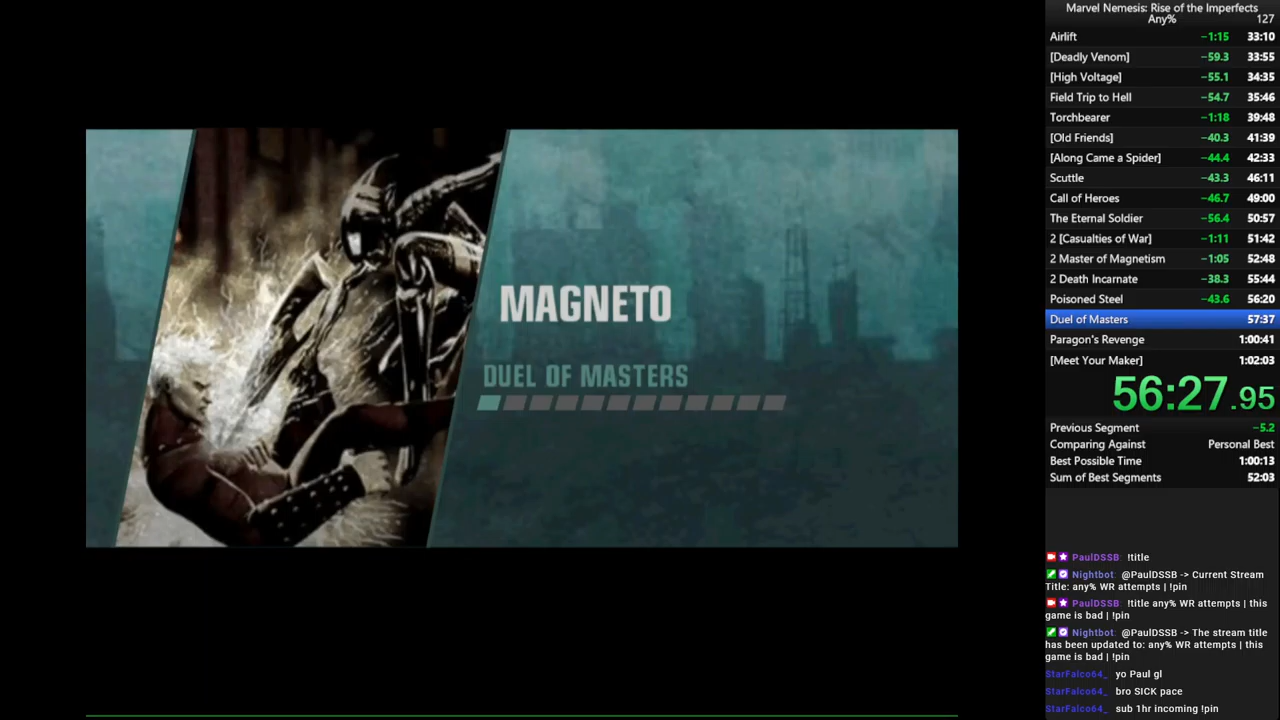 MAGNETO
DUEL OF MASTERS
Marvel Nemesis: Rise of the Imperfects
Any% 127
Airlift −1:15 33:10
[Deadly Venom] −59.3 33:55
[High Voltage] −55.1 34:35
Field Trip to Hell −54.7 35:46
Torchbearer −1:18 39:48
[Old Friends] −40.3 41:39
[Along Came a Spider] −44.4 42:33
Scuttle −43.3 46:11
Call of Heroes −46.7 49:00
The Eternal Soldier −56.4 50:57
2 [Casualties of War] −1:11 51:42
2 Master of Magnetism −1:05 52:48
2 Death Incarnate −38.3 55:44
Poisoned Steel −43.6 56:20
Duel of Masters 57:37
Paragon's Revenge 1:00:41
[Meet Your Maker] 1:02:03
56:27.95
Previous Segment −5.2
Comparing Against Personal Best
Best Possible Time 1:00:13
Sum of Best Segments 52:03
PaulDSSB: !title
Nightbot: @PaulDSSB -> Current Stream
Title: any% WR attempts | !pin
PaulDSSB: !title any% WR attempts | this
game is bad | !pin
Nightbot: @PaulDSSB -> The stream title
has been updated to: any% WR attempts | this
game is bad | !pin
StarFalco64_: yo Paul gl
StarFalco64_: bro SICK pace
StarFalco64_: sub 1hr incoming !pin